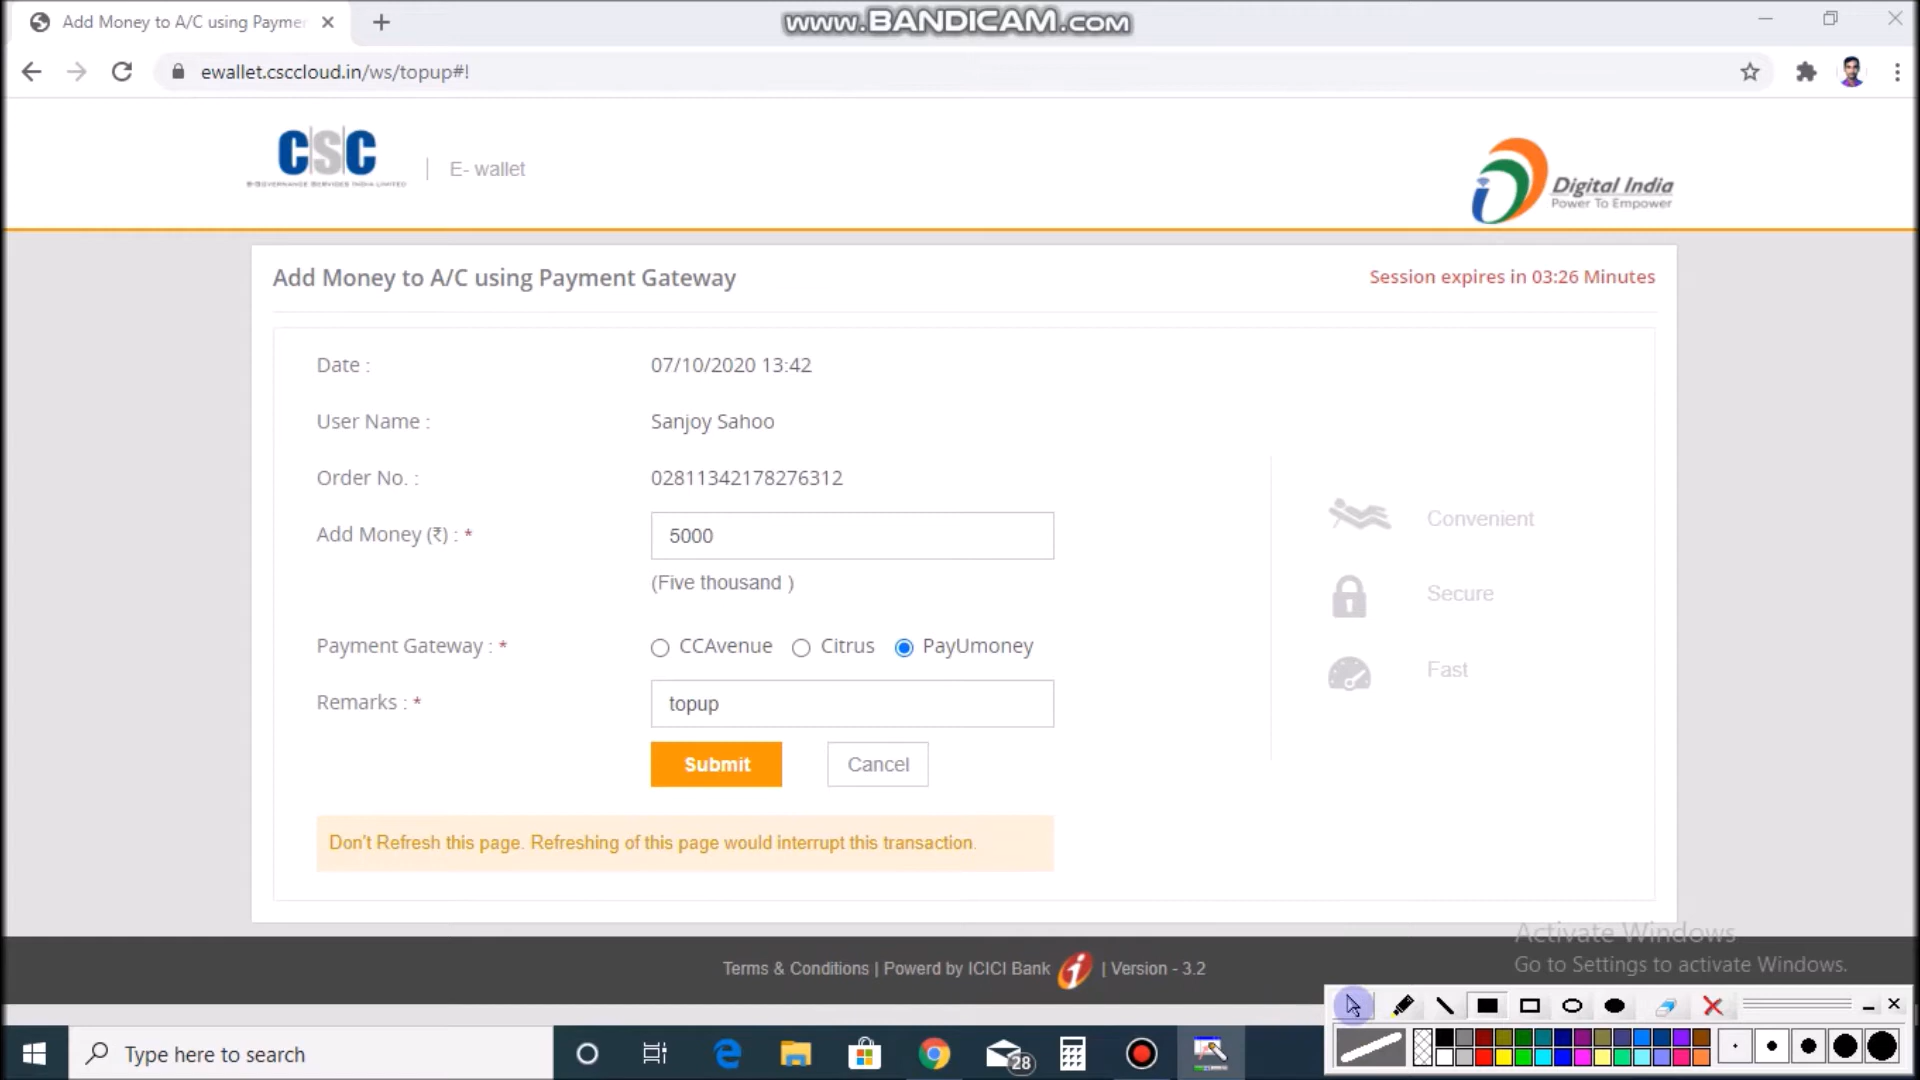 Add Money to A/C using Paymer
www.BANDICAM.com
ewallet.csccloud.in/ws/topup#!
CSC
E-GOVERNANCE SERVICES INDIA LIMITED
E- wallet
Digital India
Power To Empower
Add Money to A/C using Payment Gateway
Session expires in 03:26 Minutes
Date :
07/10/2020 13:42
User Name :
Sanjoy Sahoo
Order No. :
02811342178276312
Add Money (₹) : *
5000
(Five thousand )
Payment Gateway : *
CCAvenue
Citrus
PayUmoney
Remarks : *
topup
Submit
Cancel
Convenient
Secure
Fast
Don't Refresh this page. Refreshing of this page would interrupt this transaction.
Activate Windows
Go to Settings to activate Windows.
Terms & Conditions | Powerd by ICICI Bank | Version - 3.2
Type here to search
28